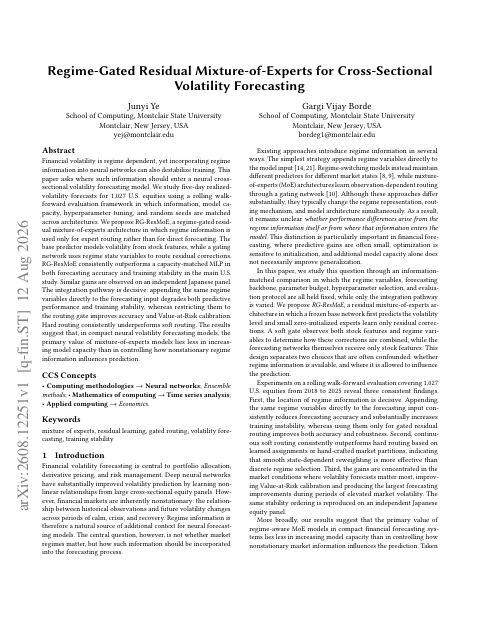 Regime-Gated Residual Mixture-of-Experts for Cross-Sectional
Volatility Forecasting
Junyi Ye
School of Computing, Montclair State University
Montclair, New Jersey, USA
yej@montclair.edu
Gargi Vijay Borde
School of Computing, Montclair State University
Montclair, New Jersey, USA
bordeg1@montclair.edu
arXiv:2608.12251v1 [q-fin.ST] 12 Aug 2026
Abstract
Financial volatility is regime dependent, yet incorporating regime
information into neural networks can also destabilize training. This
paper asks where such information should enter a neural cross-
sectional volatility forecasting model. We study five-day realized-
volatility forecasts for 1,027 U.S. equities using a rolling walk-
forward evaluation framework in which information, model ca-
pacity, hyperparameter tuning, and random seeds are matched
across architectures. We propose RG-ResMoE, a regime-gated resid-
ual mixture-of-experts architecture in which regime information is
used only for expert routing rather than for direct forecasting. The
base predictor models volatility from stock features, while a gating
network uses regime state variables to route residual corrections.
RG-ResMoE consistently outperforms a capacity-matched MLP in
both forecasting accuracy and training stability in the main U.S.
study. Similar gains are observed on an independent Japanese panel.
The integration pathway is decisive: appending the same regime
variables directly to the forecasting input degrades both predictive
performance and training stability, whereas restricting them to
the routing gate improves accuracy and Value-at-Risk calibration.
Hard routing consistently underperforms soft routing. The results
suggest that, in compact neural volatility forecasting models, the
primary value of mixture-of-experts models lies less in increas-
ing model capacity than in controlling how nonstationary regime
information influences prediction.
CCS Concepts
• Computing methodologies → Neural networks; Ensemble
methods; • Mathematics of computing → Time series analysis;
• Applied computing → Economics.
Keywords
mixture of experts, residual learning, gated routing, volatility fore-
casting, training stability
1 Introduction
Financial volatility forecasting is central to portfolio allocation,
derivative pricing, and risk management. Deep neural networks
have substantially improved volatility prediction by learning non-
linear relationships from large cross-sectional equity panels. How-
ever, financial markets are inherently nonstationary: the relation-
ship between historical observations and future volatility changes
across periods of calm, crisis, and recovery. Regime information is
therefore a natural source of additional context for neural forecast-
ing models. The central question, however, is not whether market
regimes matter, but how such information should be incorporated
into the forecasting process.
Existing approaches introduce regime information in several
ways. The simplest strategy appends regime variables directly to
the model input [14, 21]. Regime-switching models instead maintain
different predictors for different market states [8, 9], while mixture-
of-experts (MoE) architectures learn observation-dependent routing
through a gating network [10]. Although these approaches differ
substantially, they typically change the regime representation, rout-
ing mechanism, and model architecture simultaneously. As a result,
it remains unclear whether performance differences arise from the
regime information itself or from where that information enters the
model. This distinction is particularly important in financial fore-
casting, where predictive gains are often small, optimization is
sensitive to initialization, and additional model capacity alone does
not necessarily improve generalization.
In this paper, we study this question through an information-
matched comparison in which the regime variables, forecasting
backbone, parameter budget, hyperparameter selection, and evalua-
tion protocol are all held fixed, while only the integration pathway
is varied. We propose RG-ResMoE, a residual mixture-of-experts ar-
chitecture in which a frozen base network first predicts the volatility
level and small zero-initialized experts learn only residual correc-
tions. A soft gate observes both stock features and regime vari-
ables to determine how these corrections are combined, while the
forecasting networks themselves receive only stock features. This
design separates two choices that are often confounded: whether
regime information is available, and where it is allowed to influence
the prediction.
Experiments on a rolling walk-forward evaluation covering 1,027
U.S. equities from 2018 to 2025 reveal three consistent findings.
First, the location of regime information is decisive. Appending
the same regime variables to the forecasting input con-
sistently reduces forecasting accuracy and substantially increases
training instability, whereas using them only for gated residual
routing improves both accuracy and robustness. Second, continu-
ous soft routing consistently outperforms hard routing based on
learned assignments or hand-crafted market partitions, indicating
that smooth state-dependent reweighting is more effective than
discrete regime selection. Third, the gains are concentrated in the
market conditions where volatility forecasts matter most, improv-
ing Value-at-Risk calibration and producing the largest forecasting
improvements during periods of elevated market volatility. The
same stability ordering is reproduced on an independent Japanese
equity panel.
More broadly, our results suggest that the primary value of
regime-aware MoE models in compact financial forecasting sys-
tems lies less in increasing model capacity than in controlling how
nonstationary market information influences the prediction. Taken